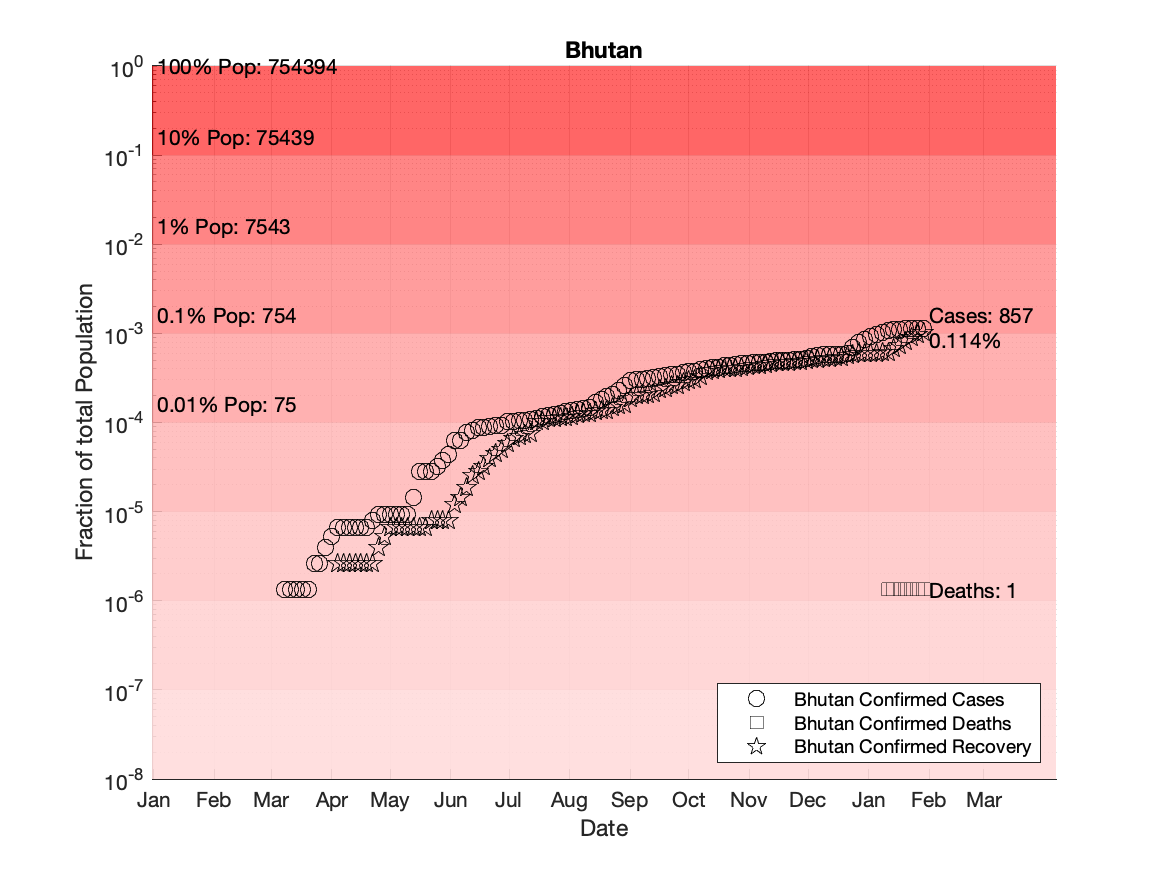 Bhutan
10^0
100% Pop: 754394
10% Pop: 75439
10^-1
1% Pop: 7543
10^-2
0.1% Pop: 754
Cases: 857
10^-3
0.114%
0.01% Pop: 75
10^-4
10^-5
10^-6
Deaths: 1
10^-7
10^-8
Fraction of total Population
Bhutan Confirmed Cases
Bhutan Confirmed Deaths
Bhutan Confirmed Recovery
Jan Feb Mar Apr May Jun Jul Aug Sep Oct Nov Dec Jan Feb Mar
Date